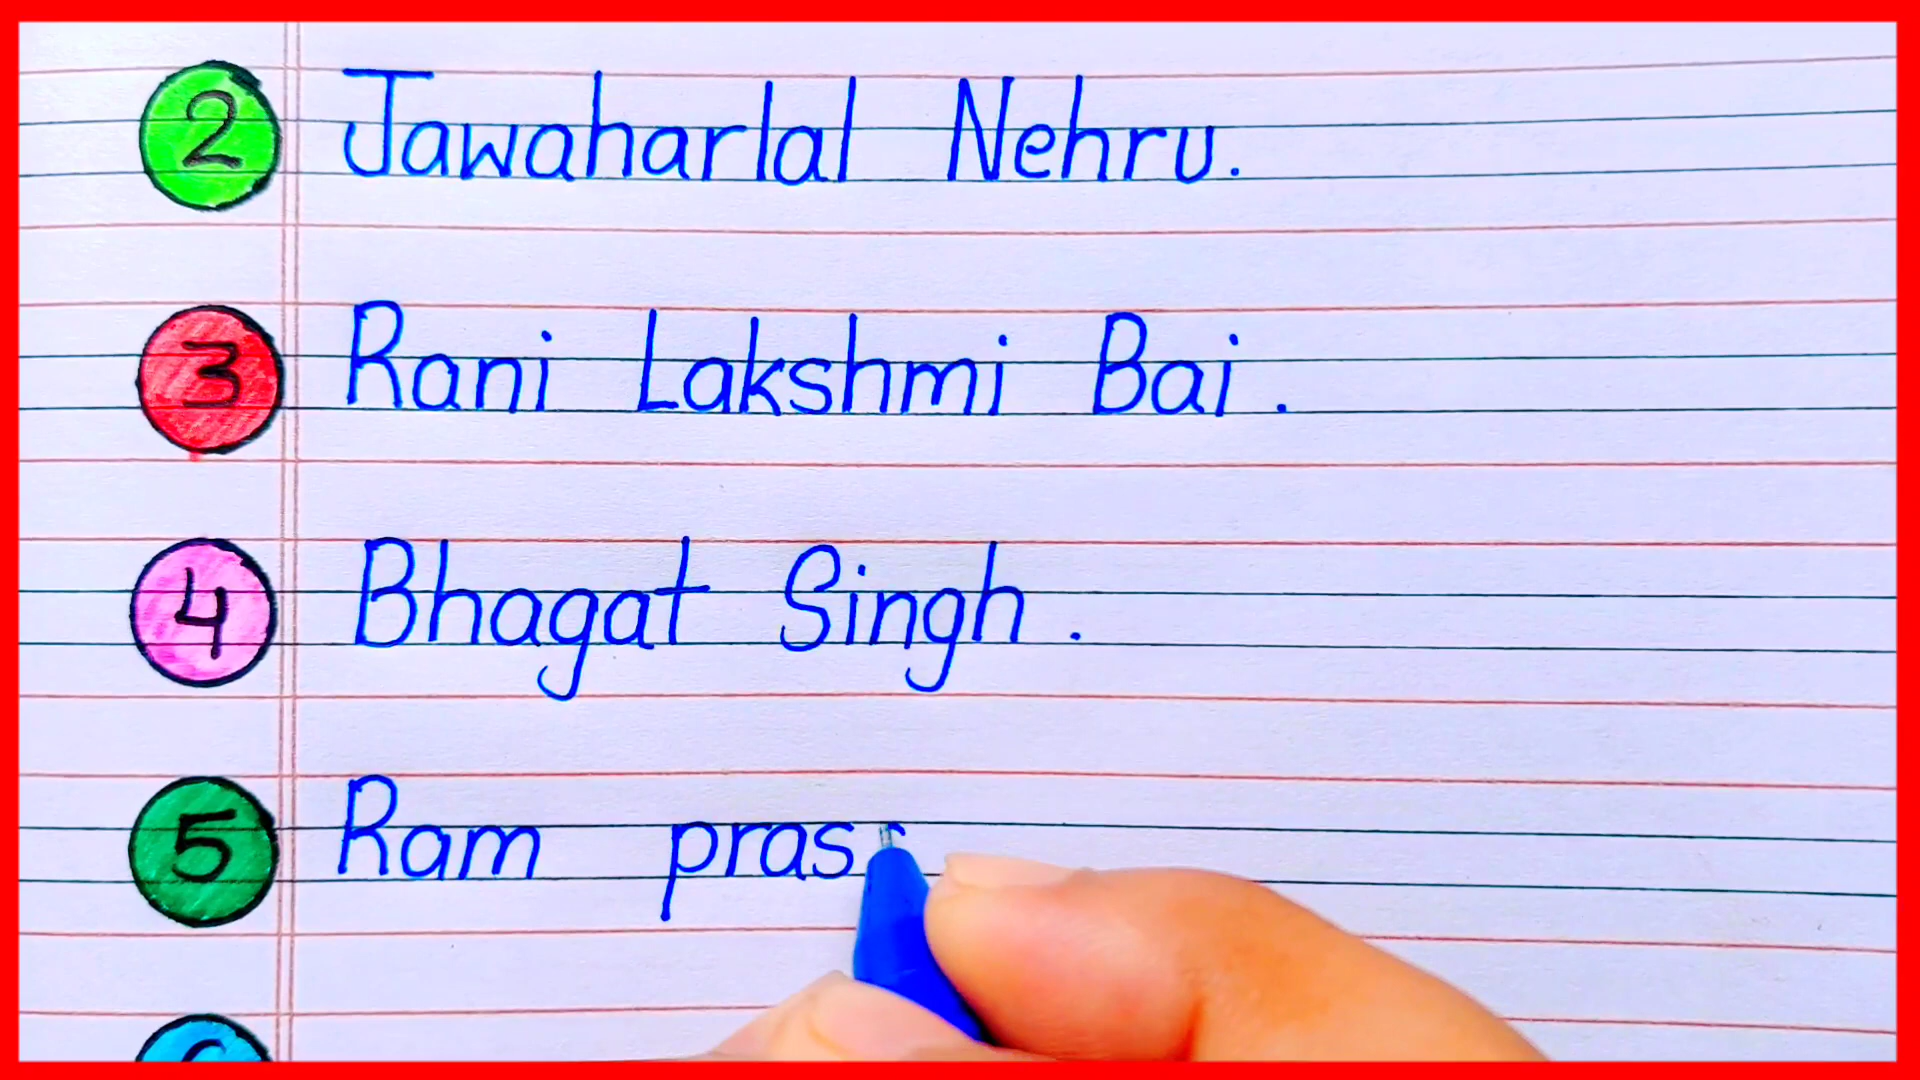 2 Jawaharlal Nehru.
3 Rani Lakshmi Bai.
4 Bhagat Singh.
5 Ram pras